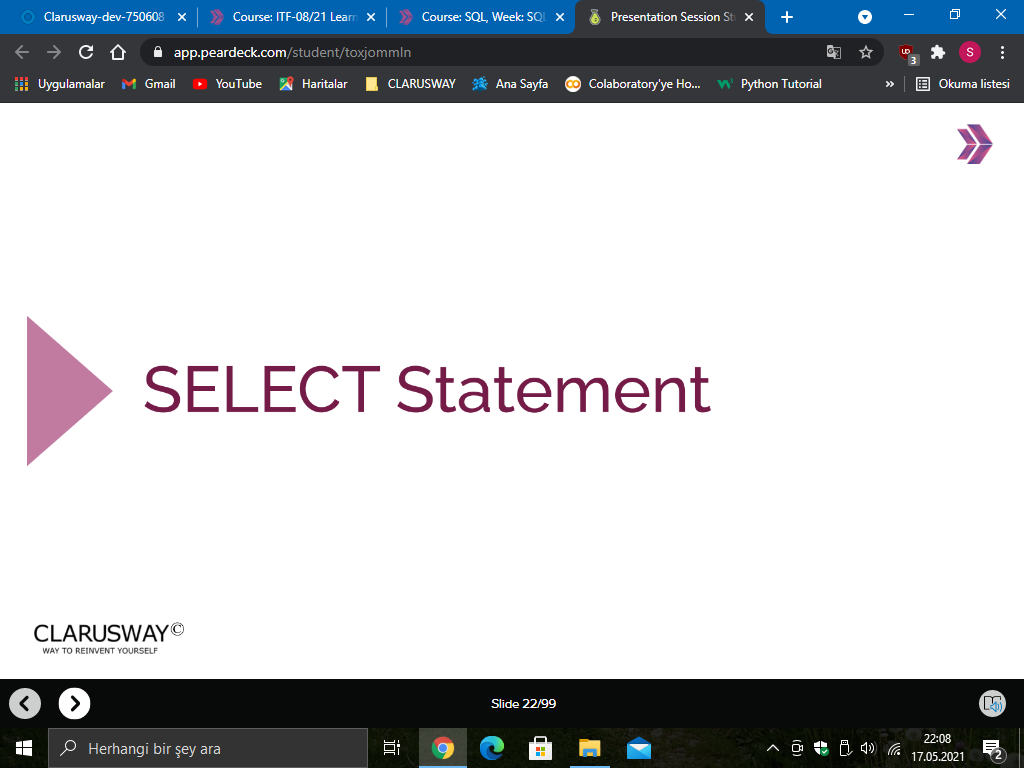 Clarusway-dev-750608
Course: ITF-08/21 Learn
Course: SQL, Week: SQL
Presentation Session St
app.peardeck.com/student/toxjommln
3
S
Uygulamalar
Gmail
YouTube
Haritalar
CLARUSWAY
Ana Sayfa
Colaboratory'ye Ho...
Python Tutorial
»
Okuma listesi
SELECT Statement
CLARUSWAY©
WAY TO REINVENT YOURSELF
Slide 22/99
Herhangi bir şey ara
22:08
17.05.2021
2